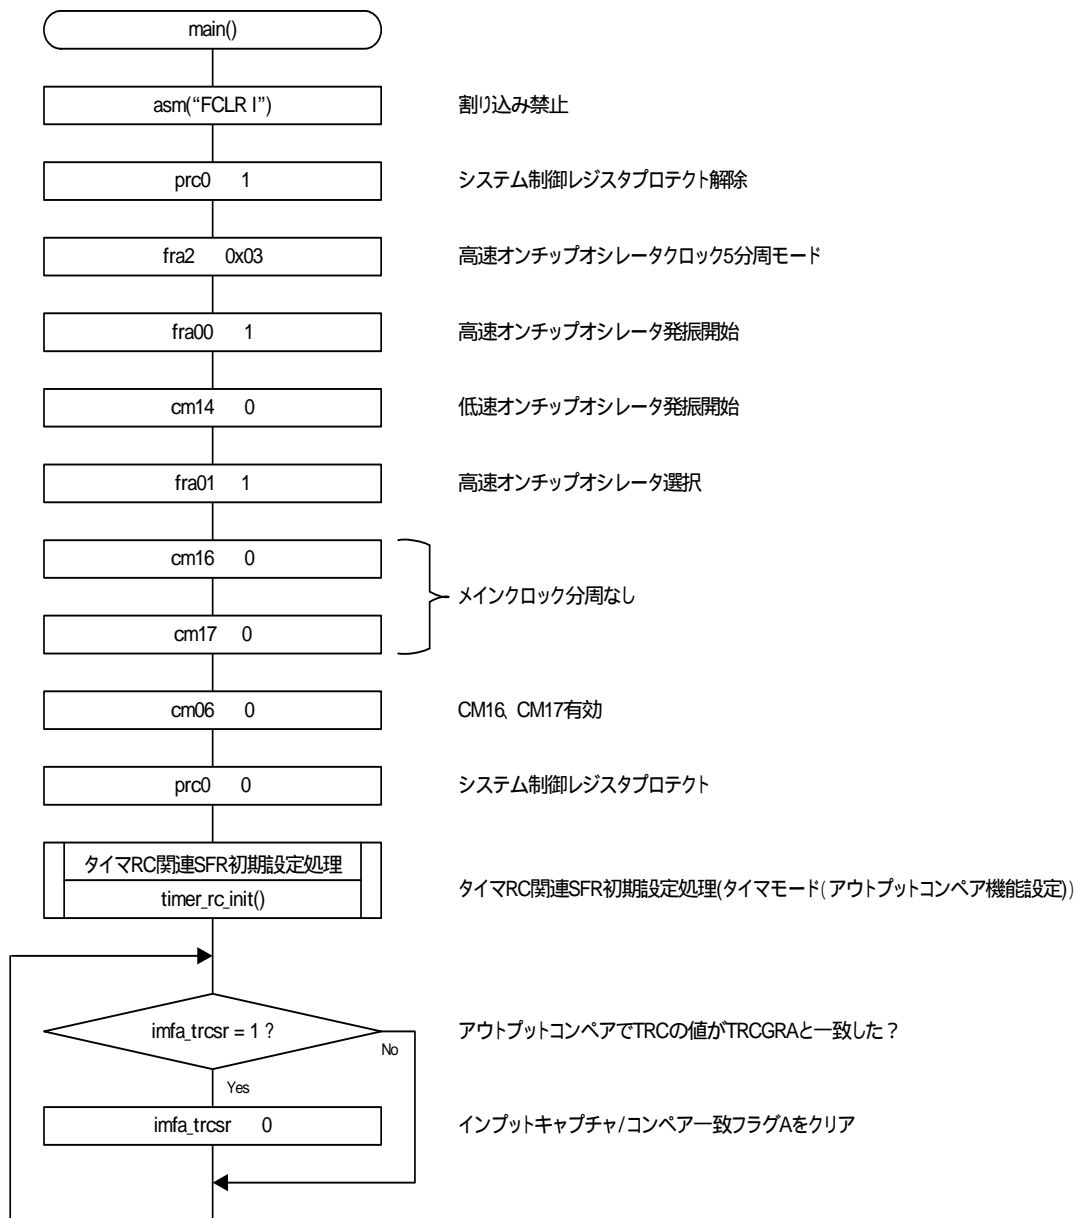 main()
asm(“FCLR I”) 割り込み禁止
prc0 1 システム制御レジスタプロテクト解除
fra2 0x03 高速オンチップオシレータクロック5分周モード
fra00 1 高速オンチップオシレータ発振開始
cm14 0 低速オンチップオシレータ発振開始
fra01 1 高速オンチップオシレータ選択
cm16 0
メインクロック分周なし
cm17 0
cm06 0 CM16、CM17有効
prc0 0 システム制御レジスタプロテクト
タイマRC関連SFR初期設定処理
timer_rc_init() タイマRC関連SFR初期設定処理(タイマモード(アウトプットコンペア機能設定))
imfa_trcsr = 1 ? アウトプットコンペアでTRCの値がTRCGRAと一致した?
No
Yes
imfa_trcsr 0 インプットキャプチャ/コンペア一致フラグAをクリア